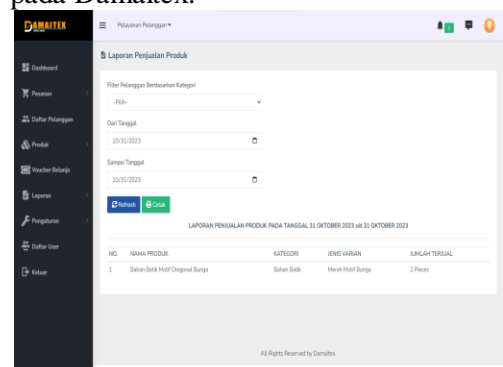 pada Damaitex.
DAMAITEX
Pelayanan Pelanggan
Dashboard
Pesanan
Daftar Pelanggan
Produk
Voucher Belanja
Laporan
Pengaturan
Daftar User
Keluar
Laporan Penjualan Produk
Filter Pelanggan Berdasarkan Kategori
-Pilih-
Dari Tanggal
10/31/2023
Sampai Tanggal
10/31/2023
Refresh Cetak
LAPORAN PENJUALAN PRODUK PADA TANGGAL 31 OKTOBER 2023 s/d 31 OKTOBER 2023
NO. NAMA PRODUK KATEGORI JENIS VARIAN JUMLAH TERJUAL
1 Bahan Batik Motif Diagonal Bunga Bahan Batik Merah Motif Bunga 2 Pieces
All Rights Reserved by Damaitex.